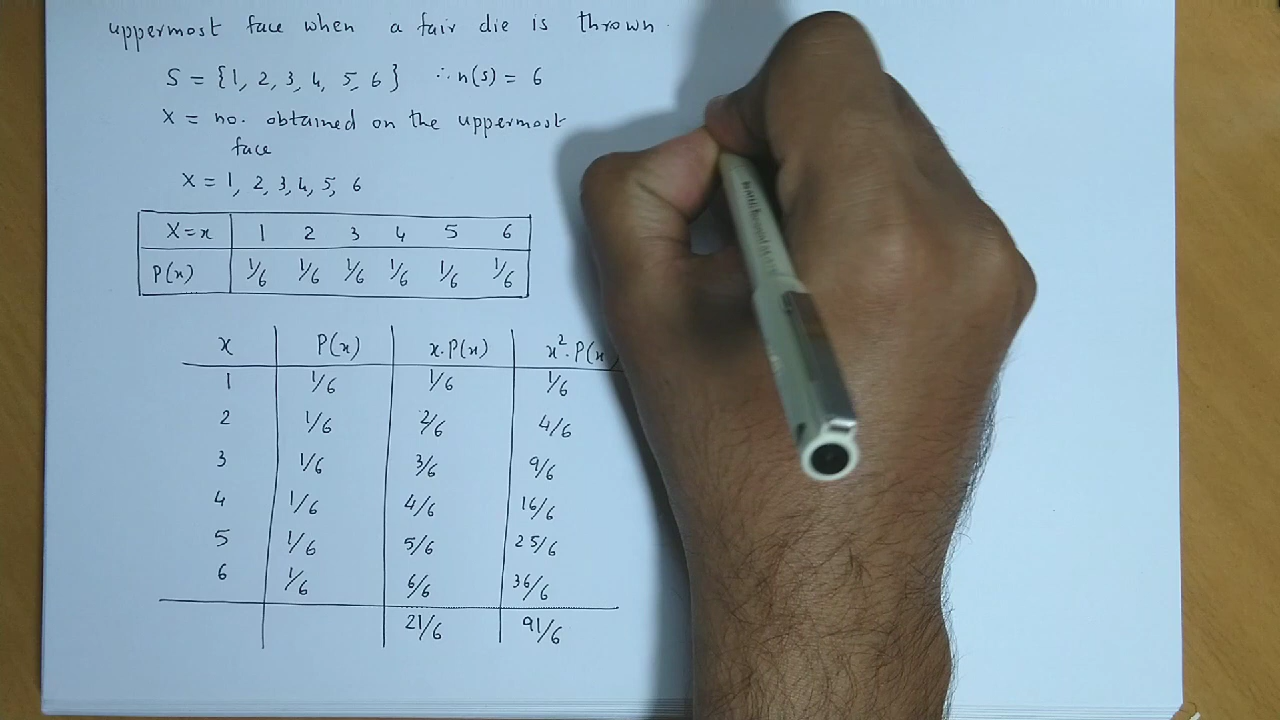 uppermost face when a fair die is thrown.
S = {1, 2, 3, 4, 5, 6} ∴ n(s) = 6
X = no. obtained on the uppermost
face
X = 1, 2, 3, 4, 5, 6
X=x 1 2 3 4 5 6
P(x) 1/6 1/6 1/6 1/6 1/6 1/6
x P(x) x.P(x) x².P(x)
1 1/6 1/6 1/6
2 1/6 2/6 4/6
3 1/6 3/6 9/6
4 1/6 4/6 16/6
5 1/6 5/6 25/6
6 1/6 6/6 36/6
21/6 91/6